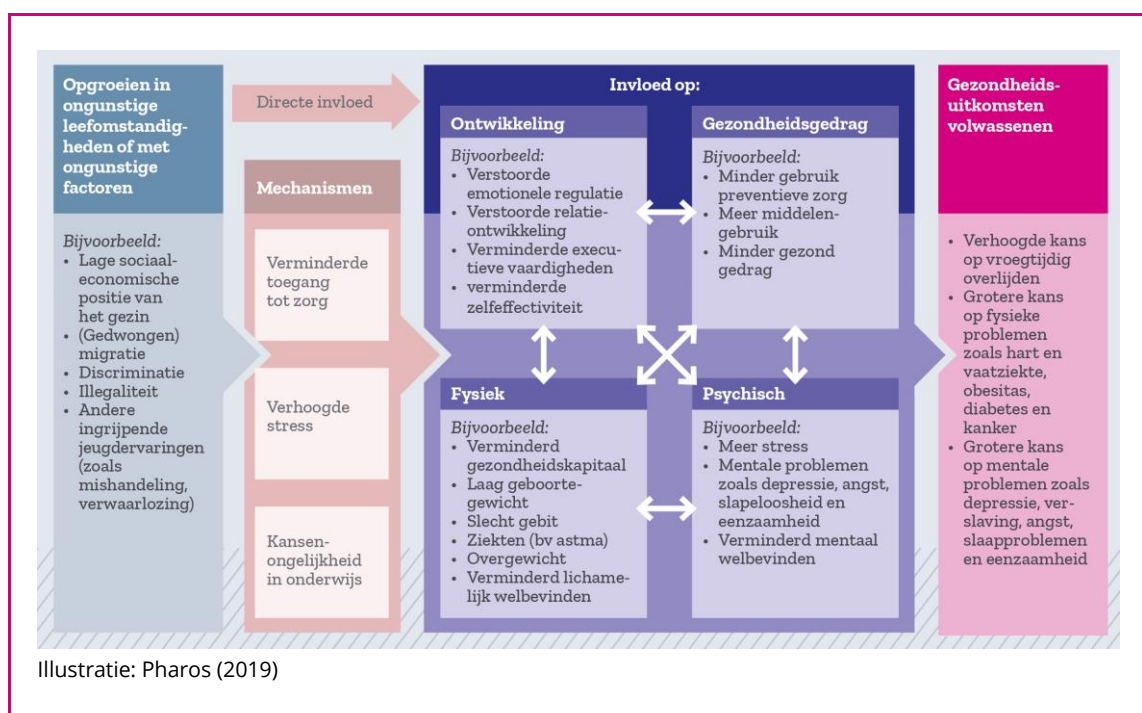 Opgroeien in
ongunstige
leefomstandig-
heden of met
ongunstige
factoren
Bijvoorbeeld:
• Lage sociaal-
economische
positie van
het gezin
• (Gedwongen)
migratie
• Discriminatie
• Illegaliteit
• Andere
ingrijpende
jeugdervaringen
(zoals
mishandeling,
verwaarlozing)
Directe invloed
Mechanismen
Verminderde
toegang
tot zorg
Verhoogde
stress
Kansen-
ongelijkheid
in onderwijs
Invloed op:
Ontwikkeling
Bijvoorbeeld:
• Verstoorde
emotionele regulatie
• Verstoorde relatie-
ontwikkeling
• Verminderde execu-
tieve vaardigheden
• verminderde
zelfeffectiviteit
Gezondheidsgedrag
Bijvoorbeeld:
• Minder gebruik
preventieve zorg
• Meer middelen-
gebruik
• Minder gezond
gedrag
Fysiek
Bijvoorbeeld:
• Verminderd
gezondheidskapitaal
• Laag geboorte-
gewicht
• Slecht gebit
• Ziekten (bv astma)
• Overgewicht
• Verminderd lichame-
lijk welbevinden
Psychisch
Bijvoorbeeld:
• Meer stress
• Mentale problemen
zoals depressie, angst,
slapeloosheid en
eenzaamheid
• Verminderd mentaal
welbevinden
Gezondheids-
uitkomsten
volwassenen
• Verhoogde kans
op vroegtijdig
overlijden
• Grotere kans
op fysieke
problemen
zoals hart en
vaatziekte,
obesitas,
diabetes en
kanker
• Grotere kans
op mentale
problemen zoals
depressie, ver-
slaving, angst,
slaapproblemen
en eenzaamheid
Illustratie: Pharos (2019)